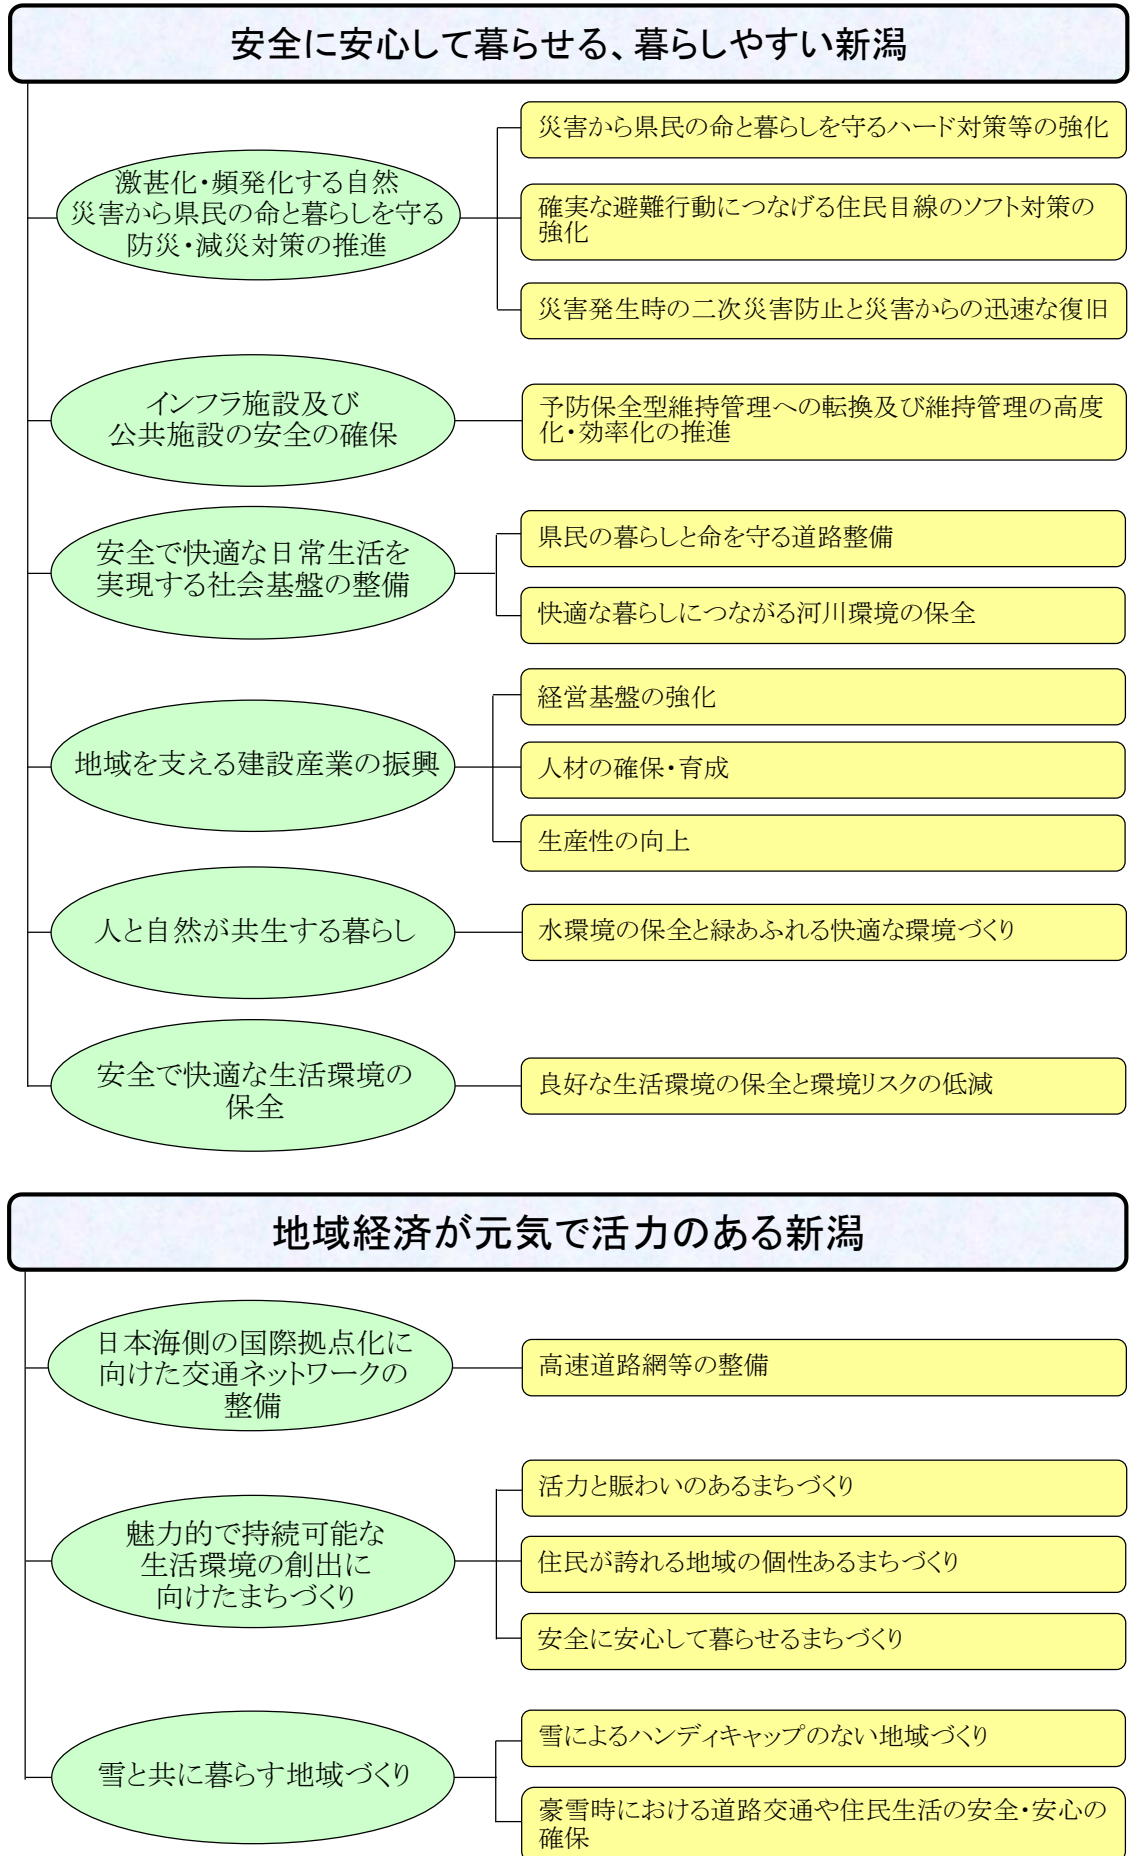 安全に安心して暮らせる、暮らしやすい新潟
激甚化・頻発化する自然
災害から県民の命と暮らしを守る
防災・減災対策の推進
災害から県民の命と暮らしを守るハード対策等の強化
確実な避難行動につなげる住民目線のソフト対策の
強化
災害発生時の二次災害防止と災害からの迅速な復旧
インフラ施設及び
公共施設の安全の確保
予防保全型維持管理への転換及び維持管理の高度
化・効率化の推進
安全で快適な日常生活を
実現する社会基盤の整備
県民の暮らしと命を守る道路整備
快適な暮らしにつながる河川環境の保全
地域を支える建設産業の振興
経営基盤の強化
人材の確保・育成
生産性の向上
人と自然が共生する暮らし
水環境の保全と緑あふれる快適な環境づくり
安全で快適な生活環境の
保全
良好な生活環境の保全と環境リスクの低減
地域経済が元気で活力のある新潟
日本海側の国際拠点化に
向けた交通ネットワークの
整備
高速道路網等の整備
魅力的で持続可能な
生活環境の創出に
向けたまちづくり
活力と賑わいのあるまちづくり
住民が誇れる地域の個性あるまちづくり
安全に安心して暮らせるまちづくり
雪と共に暮らす地域づくり
雪によるハンディキャップのない地域づくり
豪雪時における道路交通や住民生活の安全・安心の
確保